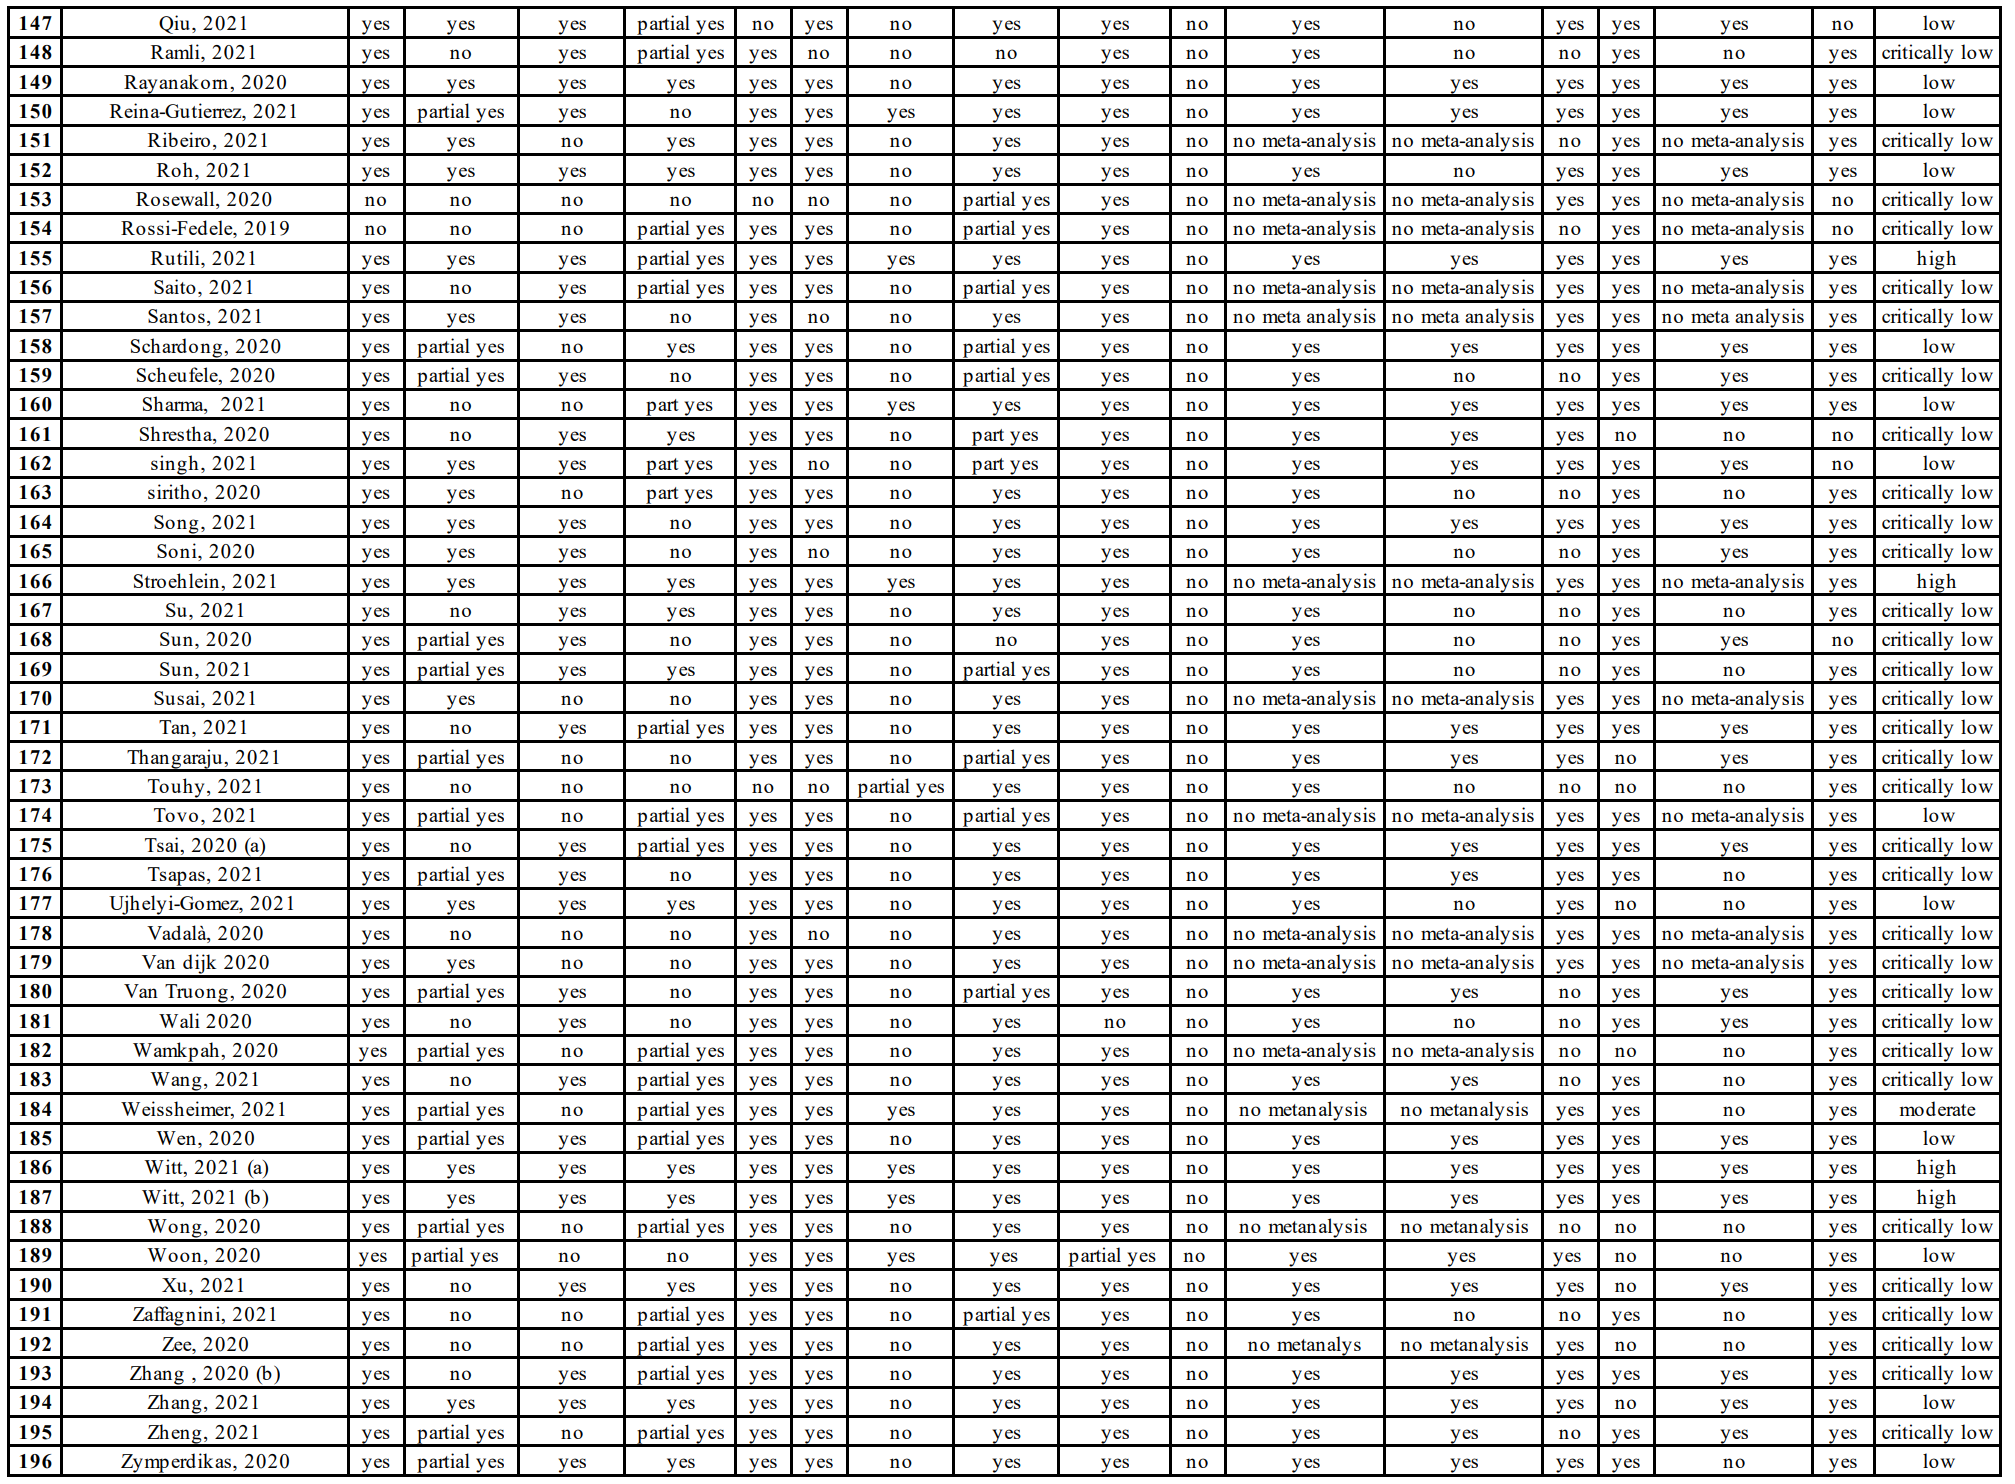 147 Qiu, 2021 yes yes yes partial yes no yes no yes yes no yes no yes yes yes no low
148 Ramli, 2021 yes no yes partial yes yes no no no yes no yes no no yes no yes critically low
149 Rayanakorn, 2020 yes yes yes yes yes yes no yes yes no yes yes yes yes yes yes low
150 Reina-Gutierrez, 2021 yes partial yes yes no yes yes yes yes yes no yes yes yes yes yes yes low
151 Ribeiro, 2021 yes yes no yes yes yes no yes yes no no meta-analysis no meta-analysis no yes no meta-analysis yes critically low
152 Roh, 2021 yes yes yes yes yes yes no yes yes no yes no yes yes yes yes low
153 Rosewall, 2020 no no no no no no no partial yes yes no no meta-analysis no meta-analysis yes yes no meta-analysis no critically low
154 Rossi-Fedele, 2019 no no no partial yes yes yes no partial yes yes no no meta-analysis no meta-analysis no yes no meta-analysis no critically low
155 Rutili, 2021 yes yes yes partial yes yes yes yes yes yes no yes yes yes yes yes yes high
156 Saito, 2021 yes no yes partial yes yes yes no partial yes yes no no meta-analysis no meta-analysis yes yes no meta-analysis yes critically low
157 Santos, 2021 yes yes yes no yes no no yes yes no no meta analysis no meta analysis yes yes no meta analysis yes critically low
158 Schardong, 2020 yes partial yes no yes yes yes no partial yes yes no yes yes yes yes yes yes low
159 Scheufele, 2020 yes partial yes yes no yes yes no partial yes yes no yes no no yes yes yes critically low
160 Sharma, 2021 yes no no part yes yes yes yes yes yes no yes yes yes yes yes yes low
161 Shrestha, 2020 yes no yes yes yes yes no part yes yes no yes yes yes no no no critically low
162 singh, 2021 yes yes yes part yes yes no no part yes yes no yes yes yes yes yes no low
163 siritho, 2020 yes yes no part yes yes yes no yes yes no yes no no yes no yes critically low
164 Song, 2021 yes yes yes no yes yes no yes yes no yes yes yes yes yes yes critically low
165 Soni, 2020 yes yes yes no yes no no yes yes no yes no no yes yes yes critically low
166 Stroehlein, 2021 yes yes yes yes yes yes yes yes yes no no meta-analysis no meta-analysis yes yes no meta-analysis yes high
167 Su, 2021 yes no yes yes yes yes no yes yes no yes no no yes no yes critically low
168 Sun, 2020 yes partial yes yes no yes yes no no yes no yes no no yes yes no critically low
169 Sun, 2021 yes partial yes yes yes yes yes no partial yes yes no yes no no yes no yes critically low
170 Susai, 2021 yes yes no no yes yes no yes yes no no meta-analysis no meta-analysis yes yes no meta-analysis yes critically low
171 Tan, 2021 yes no yes partial yes yes yes no yes yes no yes yes yes yes yes yes critically low
172 Thangaraju, 2021 yes partial yes no no yes yes no partial yes yes no yes yes yes no yes yes critically low
173 Touhy, 2021 yes no no no no no partial yes yes yes no yes no no no no yes critically low
174 Tovo, 2021 yes partial yes no partial yes yes yes no partial yes yes no no meta-analysis no meta-analysis yes yes no meta-analysis yes low
175 Tsai, 2020 (a) yes no yes partial yes yes yes no yes yes no yes yes yes yes yes yes critically low
176 Tsapas, 2021 yes partial yes yes no yes yes no yes yes no yes yes yes yes no yes critically low
177 Ujhelyi-Gomez, 2021 yes yes yes yes yes yes no yes yes no yes no yes no no yes low
178 Vadalà, 2020 yes no no no yes no no yes yes no no meta-analysis no meta-analysis yes yes no meta-analysis yes critically low
179 Van dijk 2020 yes yes no no yes yes no yes yes no no meta-analysis no meta-analysis yes yes no meta-analysis yes critically low
180 Van Truong, 2020 yes partial yes yes no yes yes no partial yes yes no yes yes no yes yes yes critically low
181 Wali 2020 yes no yes no yes yes no yes no no yes no no yes yes yes critically low
182 Wamkpah, 2020 yes partial yes no partial yes yes yes no yes yes no no meta-analysis no meta-analysis no no no yes critically low
183 Wang, 2021 yes no yes partial yes yes yes no yes yes no yes yes no yes no yes critically low
184 Weissheimer, 2021 yes partial yes no partial yes yes yes yes yes yes no no metanalysis no metanalysis yes yes no yes moderate
185 Wen, 2020 yes partial yes yes partial yes yes yes no yes yes no yes yes yes yes yes yes low
186 Witt, 2021 (a) yes yes yes yes yes yes yes yes yes no yes yes yes yes yes yes high
187 Witt, 2021 (b) yes yes yes yes yes yes yes yes yes no yes yes yes yes yes yes high
188 Wong, 2020 yes partial yes no partial yes yes yes no yes yes no no metanalysis no metanalysis no no no yes critically low
189 Woon, 2020 yes partial yes no no yes yes yes yes partial yes no yes yes yes no no yes low
190 Xu, 2021 yes no yes yes yes yes no yes yes no yes yes yes no yes yes critically low
191 Zaffagnini, 2021 yes no no partial yes yes yes no partial yes yes no yes no no yes no yes critically low
192 Zee, 2020 yes no no partial yes yes yes no yes yes no no metanalys no metanalysis yes no no yes critically low
193 Zhang , 2020 (b) yes no yes partial yes yes yes no yes yes no yes yes yes yes yes yes critically low
194 Zhang, 2021 yes yes yes yes yes yes no yes yes no yes yes yes no yes yes low
195 Zheng, 2021 yes partial yes no partial yes yes yes no yes yes no yes yes no yes yes yes critically low
196 Zymperdikas, 2020 yes partial yes yes yes yes yes no yes yes no yes yes yes yes no yes low